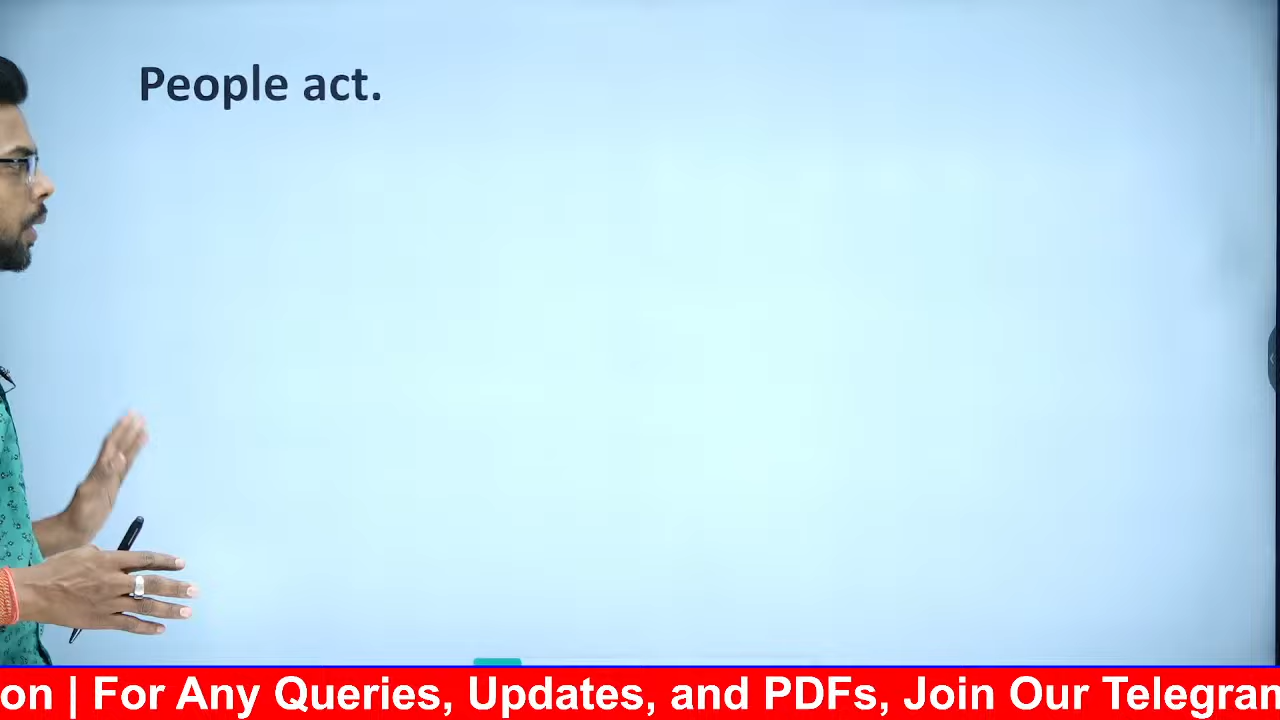 People act.
on | For Any Queries, Updates, and PDFs, Join Our Telegram